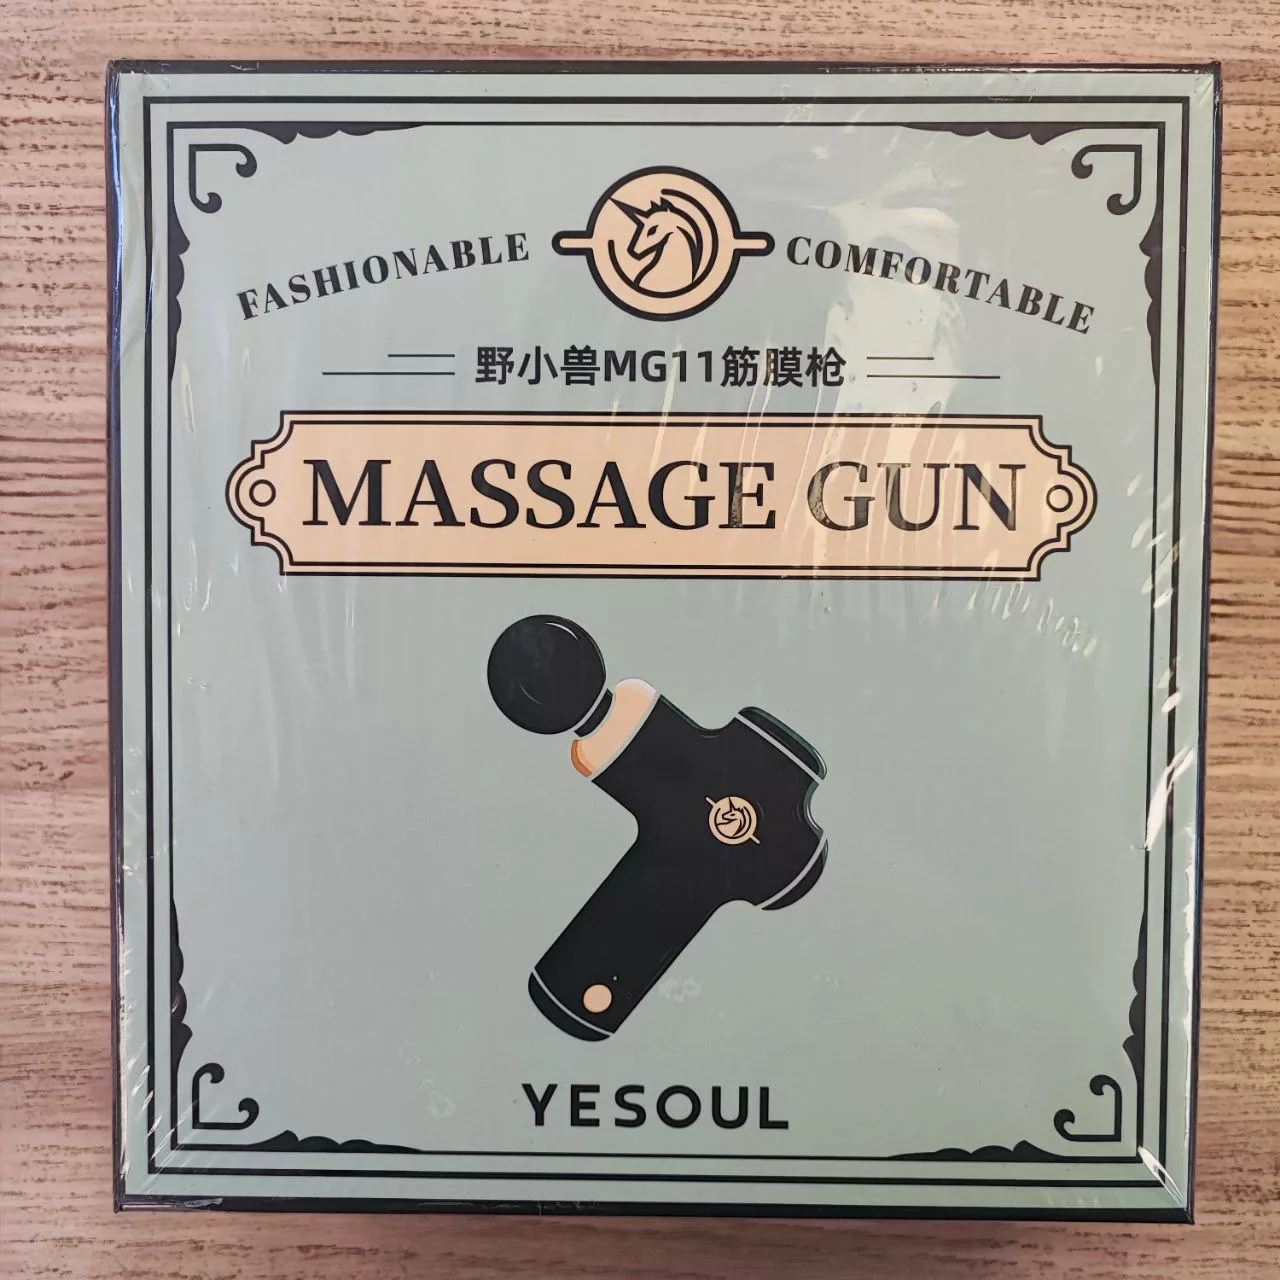 FASHIONABLE COMFORTABLE
野小兽MG11筋膜枪
MASSAGE GUN
YESOUL